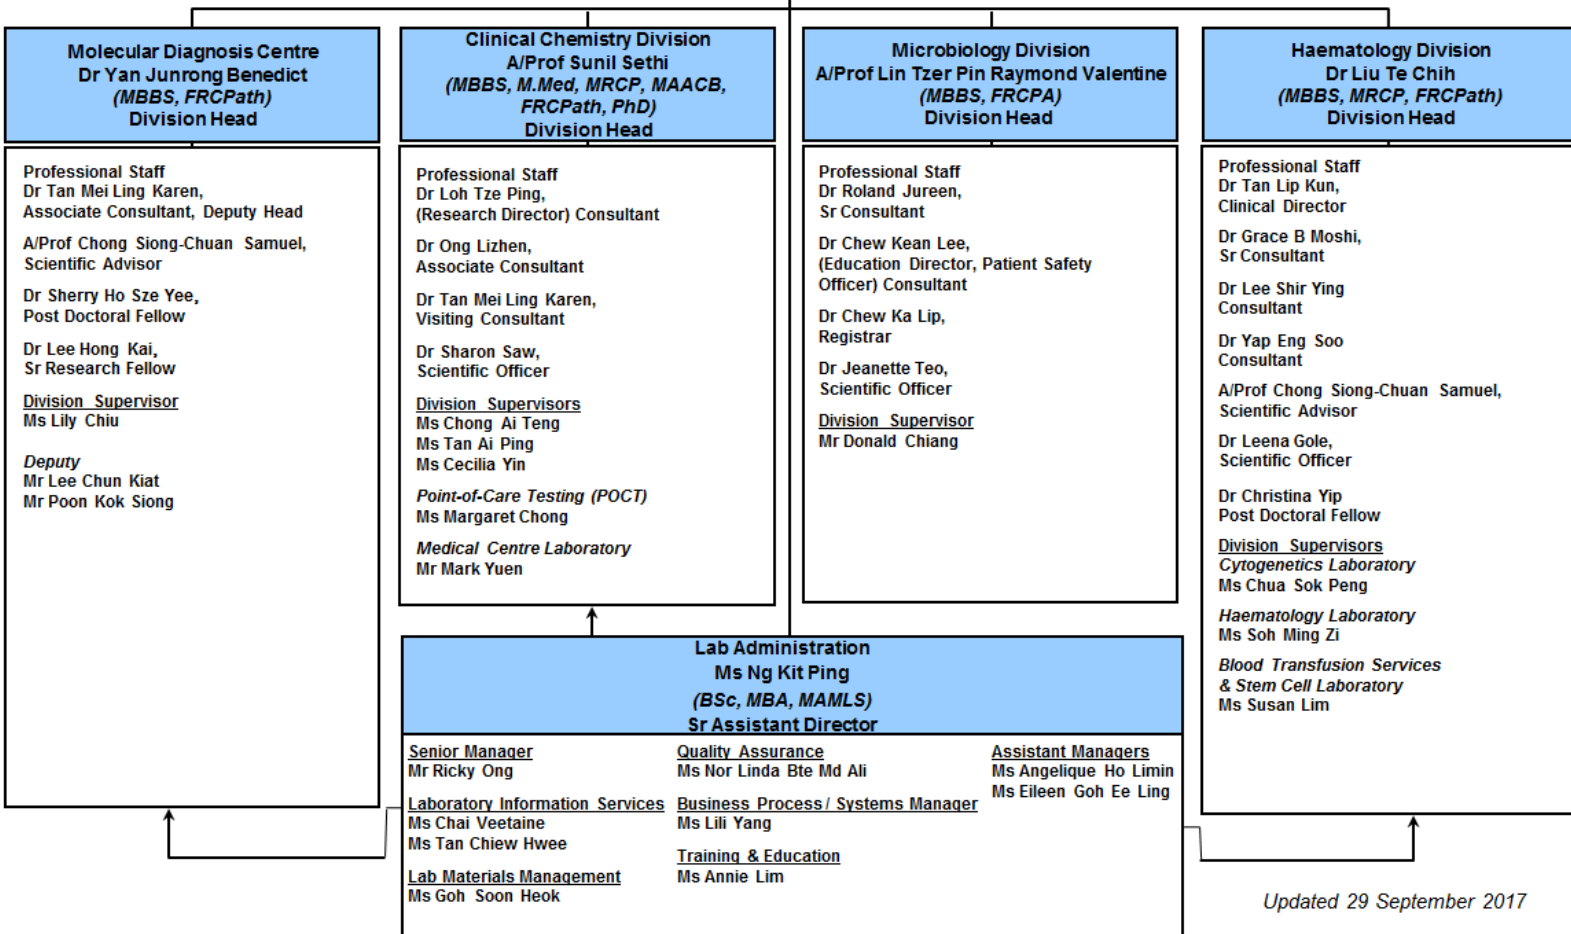 Molecular Diagnosis Centre
Dr Yan Junrong Benedict
(MBBS, FRCPath)
Division Head
Professional Staff
Dr Tan Mei Ling Karen,
Associate Consultant, Deputy Head
A/Prof Chong Siong-Chuan Samuel,
Scientific Advisor
Dr Sherry Ho Sze Yee,
Post Doctoral Fellow
Dr Lee Hong Kai,
Sr Research Fellow
Division Supervisor
Ms Lily Chiu
Deputy
Mr Lee Chun Kiat
Mr Poon Kok Siong
Clinical Chemistry Division
A/Prof Sunil Sethi
(MBBS, M.Med, MRCP, MAACB,
FRCPath, PhD)
Division Head
Professional Staff
Dr Loh Tze Ping,
(Research Director) Consultant
Dr Ong Lizhen,
Associate Consultant
Dr Tan Mei Ling Karen,
Visiting Consultant
Dr Sharon Saw,
Scientific Officer
Division Supervisors
Ms Chong Ai Teng
Ms Tan Ai Ping
Ms Cecilia Yin
Point-of-Care Testing (POCT)
Ms Margaret Chong
Medical Centre Laboratory
Mr Mark Yuen
Microbiology Division
A/Prof Lin Tzer Pin Raymond Valentine
(MBBS, FRCPA)
Division Head
Professional Staff
Dr Roland Jureen,
Sr Consultant
Dr Chew Kean Lee,
(Education Director, Patient Safety
Officer) Consultant
Dr Chew Ka Lip,
Registrar
Dr Jeanette Teo,
Scientific Officer
Division Supervisor
Mr Donald Chiang
Haematology Division
Dr Liu Te Chih
(MBBS, MRCP, FRCPath)
Division Head
Professional Staff
Dr Tan Lip Kun,
Clinical Director
Dr Grace B Moshi,
Sr Consultant
Dr Lee Shir Ying
Consultant
Dr Yap Eng Soo
Consultant
A/Prof Chong Siong-Chuan Samuel,
Scientific Advisor
Dr Leena Gole,
Scientific Officer
Dr Christina Yip
Post Doctoral Fellow
Division Supervisors
Cytogenetics Laboratory
Ms Chua Sok Peng
Haematology Laboratory
Ms Soh Ming Zi
Blood Transfusion Services
& Stem Cell Laboratory
Ms Susan Lim
Lab Administration
Ms Ng Kit Ping
(BSc, MBA, MAMLS)
Sr Assistant Director
Senior Manager
Mr Ricky Ong
Laboratory Information Services
Ms Chai Veetaine
Ms Tan Chiew Hwee
Lab Materials Management
Ms Goh Soon Heok
Quality Assurance
Ms Nor Linda Bte Md Ali
Business Process / Systems Manager
Ms Lili Yang
Training & Education
Ms Annie Lim
Assistant Managers
Ms Angelique Ho Limin
Ms Eileen Goh Ee Ling
Updated 29 September 2017